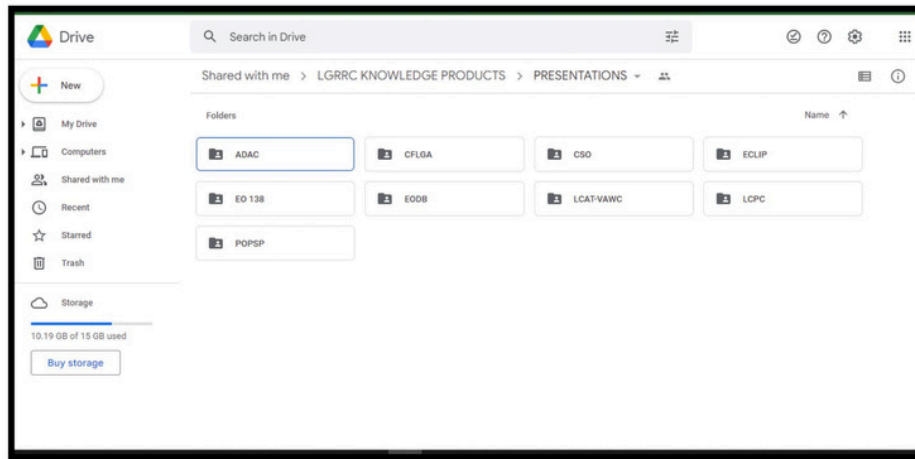 Drive
Search in Drive
New
Shared with me > LGRRC KNOWLEDGE PRODUCTS > PRESENTATIONS
My Drive
Computers
Shared with me
Recent
Starred
Trash
Storage
10.19 GB of 15 GB used
Buy storage
Folders
Name
ADAC
CFLGA
CSO
ECLIP
EO 138
EODB
LCAT-VAWC
LCPC
POPSP